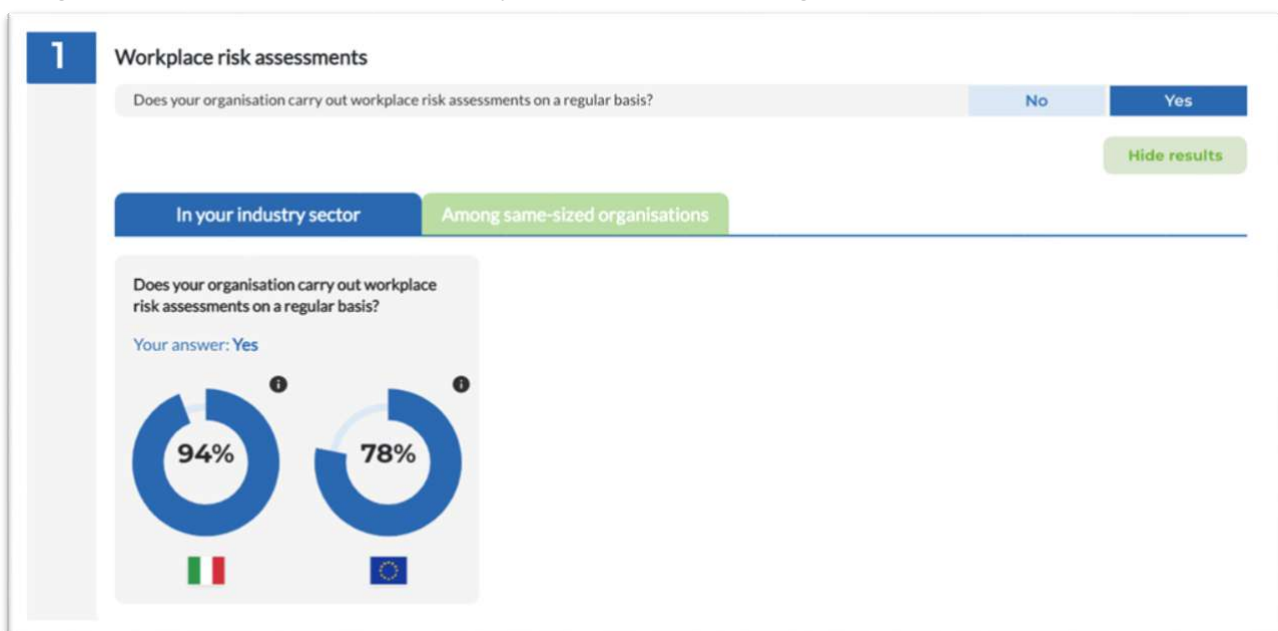 1
Workplace risk assessments
Does your organisation carry out workplace risk assessments on a regular basis?
No
Yes
Hide results
In your industry sector
Among same-sized organisations
Does your organisation carry out workplace
risk assessments on a regular basis?
Your answer: Yes
94%
78%